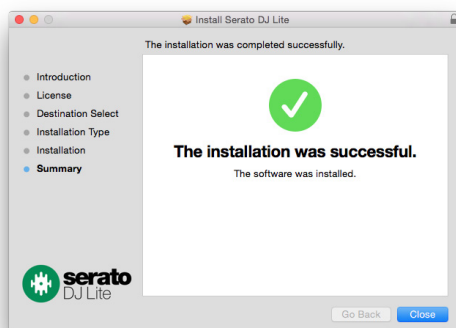 Install Serato DJ Lite
The installation was completed successfully.
Introduction
License
Destination Select
Installation Type
Installation
Summary
The installation was successful.
The software was installed.
serato
DJ Lite
Go Back
Close